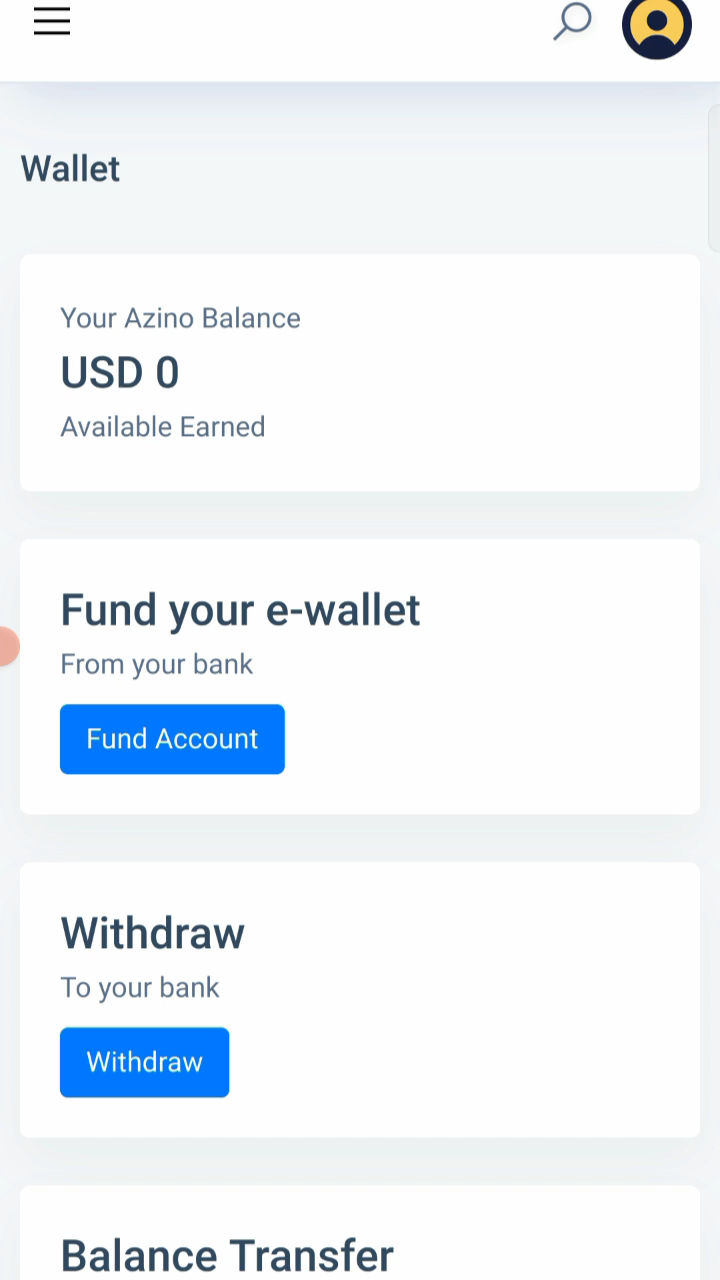 Wallet
Your Azino Balance
USD 0
Available Earned
Fund your e-wallet
From your bank
Fund Account
Withdraw
To your bank
Withdraw
Balance Transfer